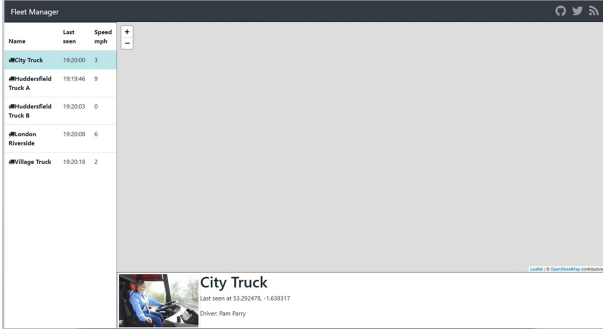 Fleet Manager
Name
Last seen
Speed mph
City Truck 19:20:00 3
Huddersfield Truck A 19:19:46 9
Huddersfield Truck B 19:20:03 0
London Riverside 19:20:08 6
Village Truck 19:20:18 2
+
−
Leaflet | © OpenStreetMap contributors
City Truck
Last seen at 53.292478, -1.638317
Driver: Pam Parry